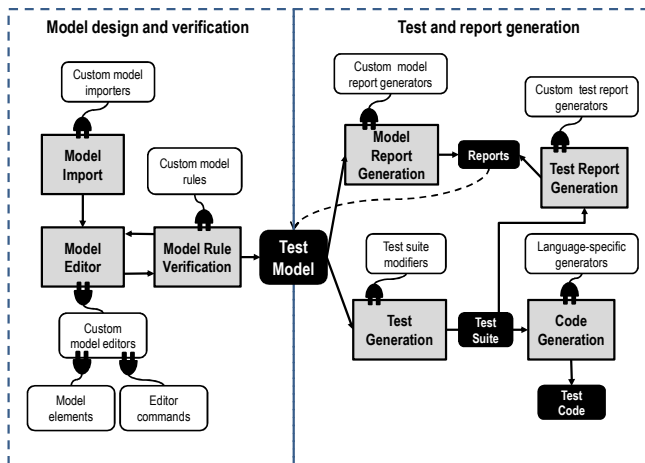 Model design and verification
Test and report generation
Custom model
importers
Model
Import
Custom model
rules
Model
Editor
Model Rule
Verification
Custom
model editors
Model
elements
Editor
commands
Test
Model
Custom model
report generators
Model
Report
Generation
Reports
Custom test report
generators
Test Report
Generation
Test suite
modifiers
Test
Generation
Test
Suite
Language-specific
generators
Code
Generation
Test
Code